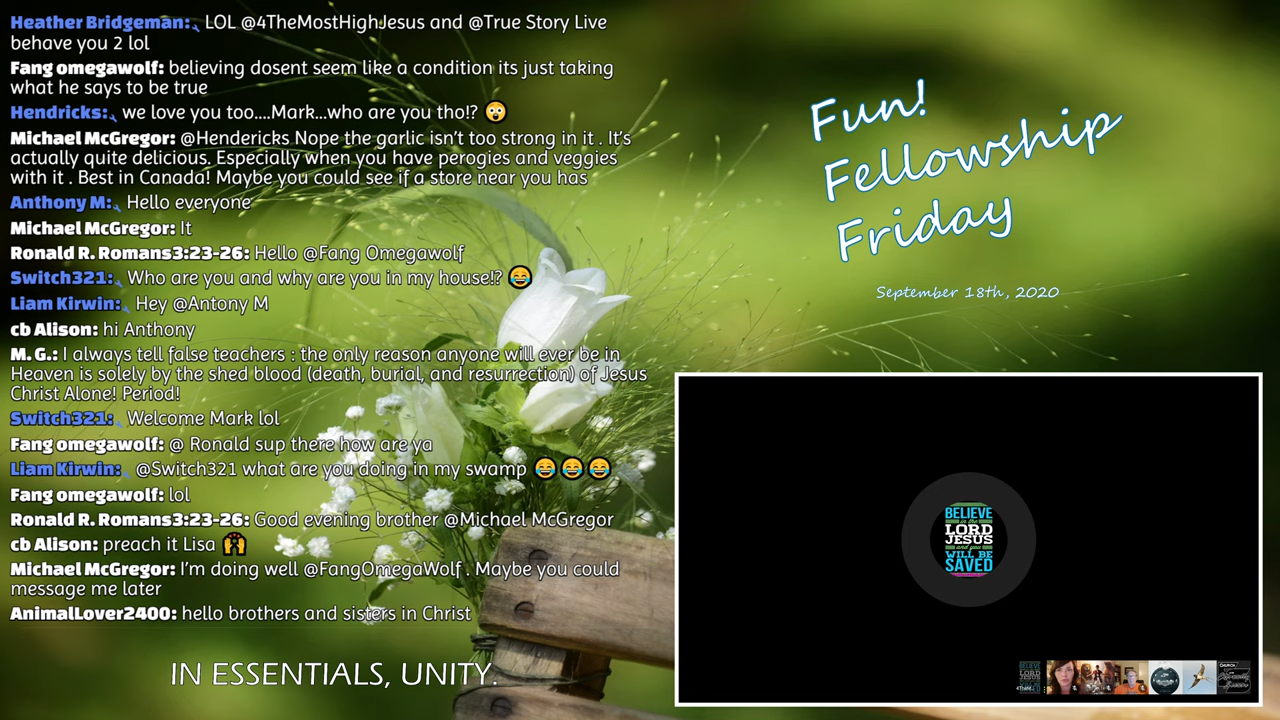 Heather Bridgeman: LOL @4TheMostHighJesus and @True Story Live
behave you 2 lol
Fang omegawolf: believing dosent seem like a condition its just taking
what he says to be true
Hendricks: we love you too....Mark...who are you tho!? 😲
Michael McGregor: @Hendericks Nope the garlic isn't too strong in it . It's
actually quite delicious. Especially when you have perogies and veggies
with it . Best in Canada! Maybe you could see if a store near you has
Anthony M: Hello everyone
Michael McGregor: It
Ronald R. Romans3:23-26: Hello @Fang Omegawolf
Switch321: Who are you and why are you in my house!? 😂
Liam Kirwin: Hey @Antony M
cb Alison: hi Anthony
M. G.: I always tell false teachers : the only reason anyone will ever be in
Heaven is solely by the shed blood (death, burial, and resurrection) of Jesus
Christ Alone! Period!
Switch321: Welcome Mark lol
Fang omegawolf: @ Ronald sup there how are ya
Liam Kirwin: @Switch321 what are you doing in my swamp 😂😂😂
Fang omegawolf: lol
Ronald R. Romans3:23-26: Good evening brother @Michael McGregor
cb Alison: preach it Lisa 🙌
Michael McGregor: I'm doing well @FangOmegaWolf . Maybe you could
message me later
AnimalLover2400: hello brothers and sisters in Christ
IN ESSENTIALS, UNITY.
Fun!
Fellowship
Friday
September 18th, 2020
BELIEVE
in the
LORD
JESUS
and you
WILL BE
SAVED